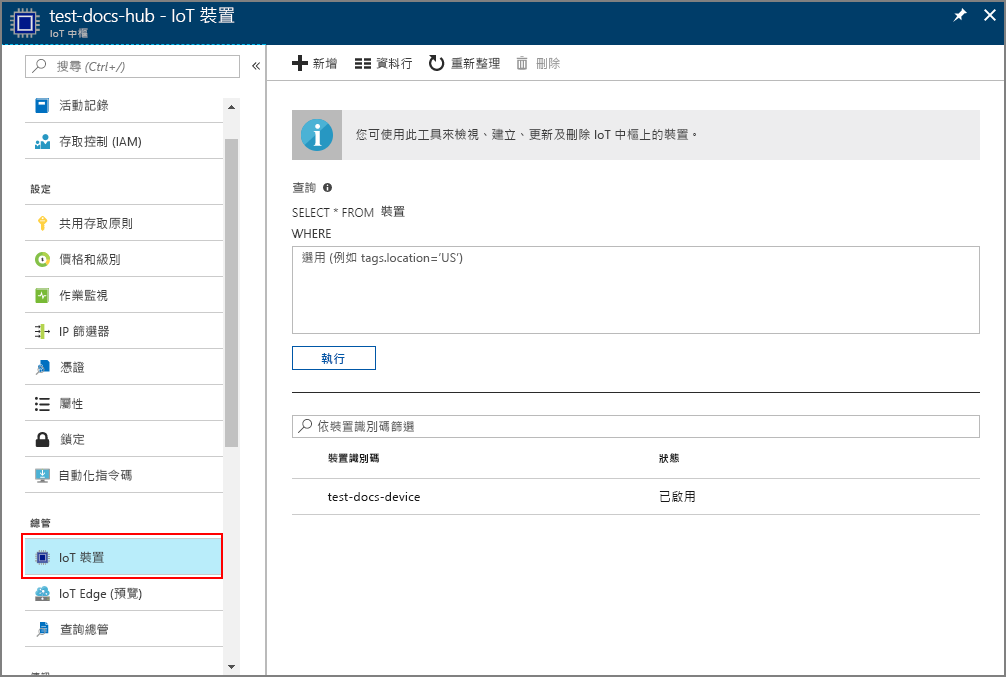 test-docs-hub - IoT 裝置
IoT 中樞
搜尋 (Ctrl+/)
«
活動記錄
存取控制 (IAM)
設定
共用存取原則
價格和級別
作業監視
IP 篩選器
憑證
屬性
鎖定
自動化指令碼
總管
IoT 裝置
IoT Edge (預覽)
查詢總管
新增 資料行 重新整理 刪除
您可使用此工具來檢視、建立、更新及刪除 IoT 中樞上的裝置。
查詢
SELECT * FROM 裝置
WHERE
選用 (例如 tags.location='US')
執行
依裝置識別碼篩選
裝置識別碼 狀態
test-docs-device 已啟用